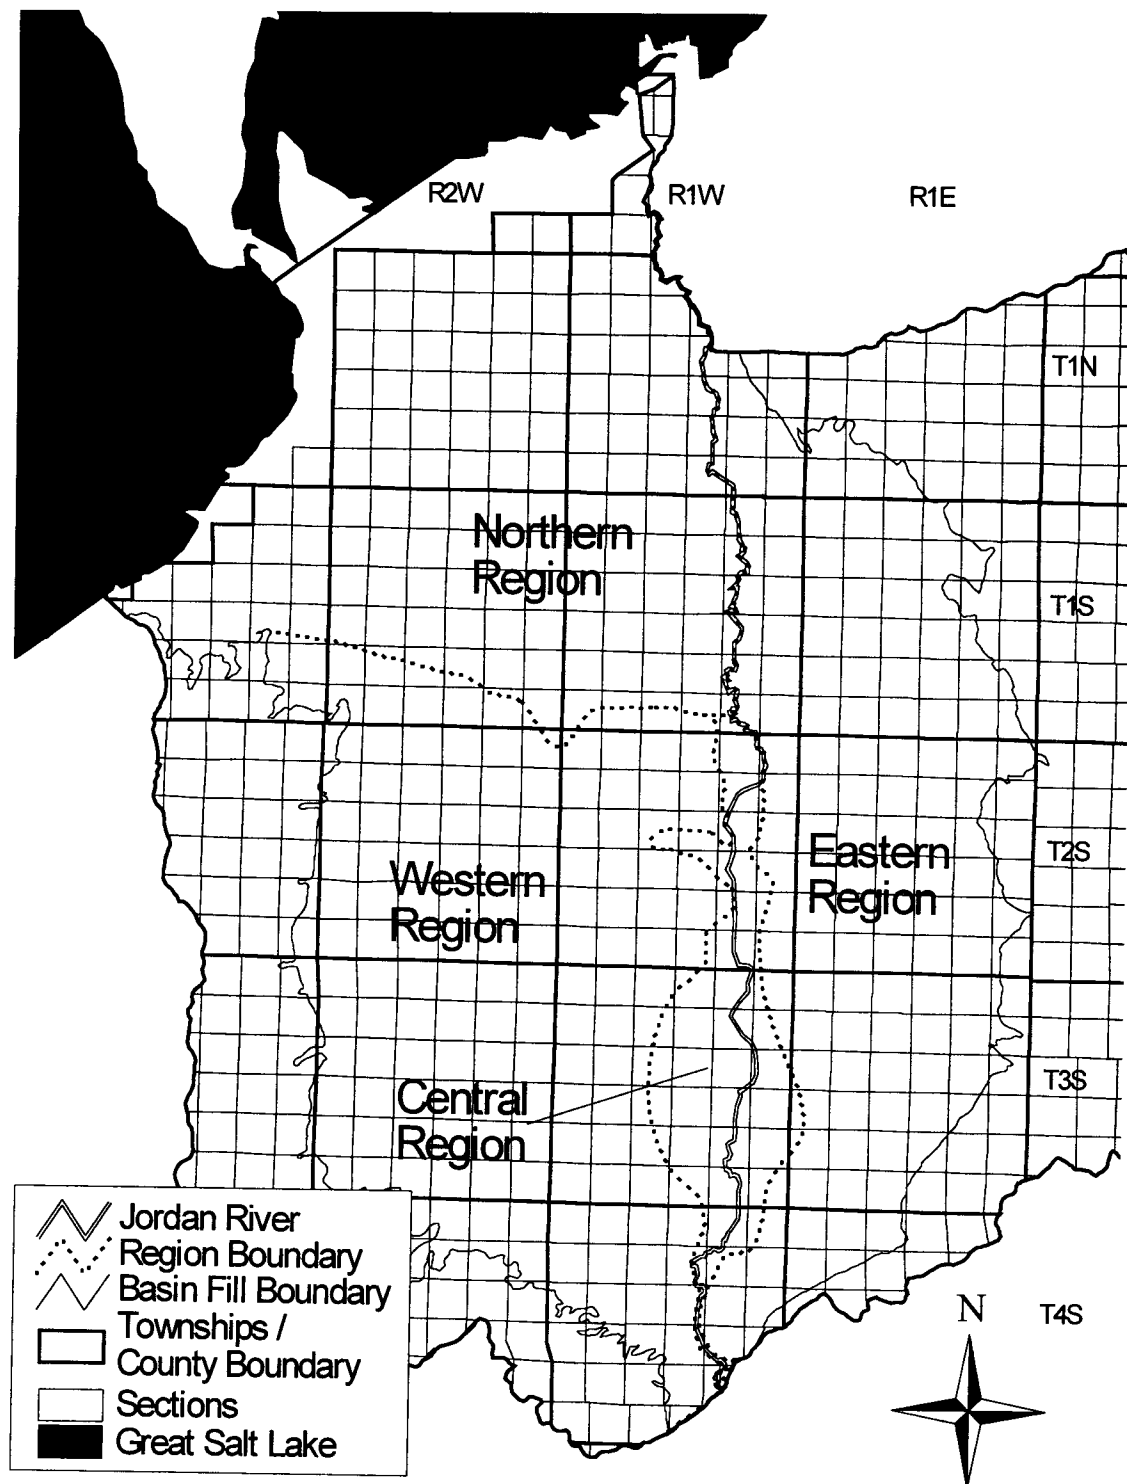 R2W
R1W
R1E
T1N
Northern
Region
T1S
Eastern
Region
T2S
Western
Region
T3S
Central
Region
Jordan River
Region Boundary
Basin Fill Boundary
Townships /
County Boundary
Sections
Great Salt Lake
N
T4S